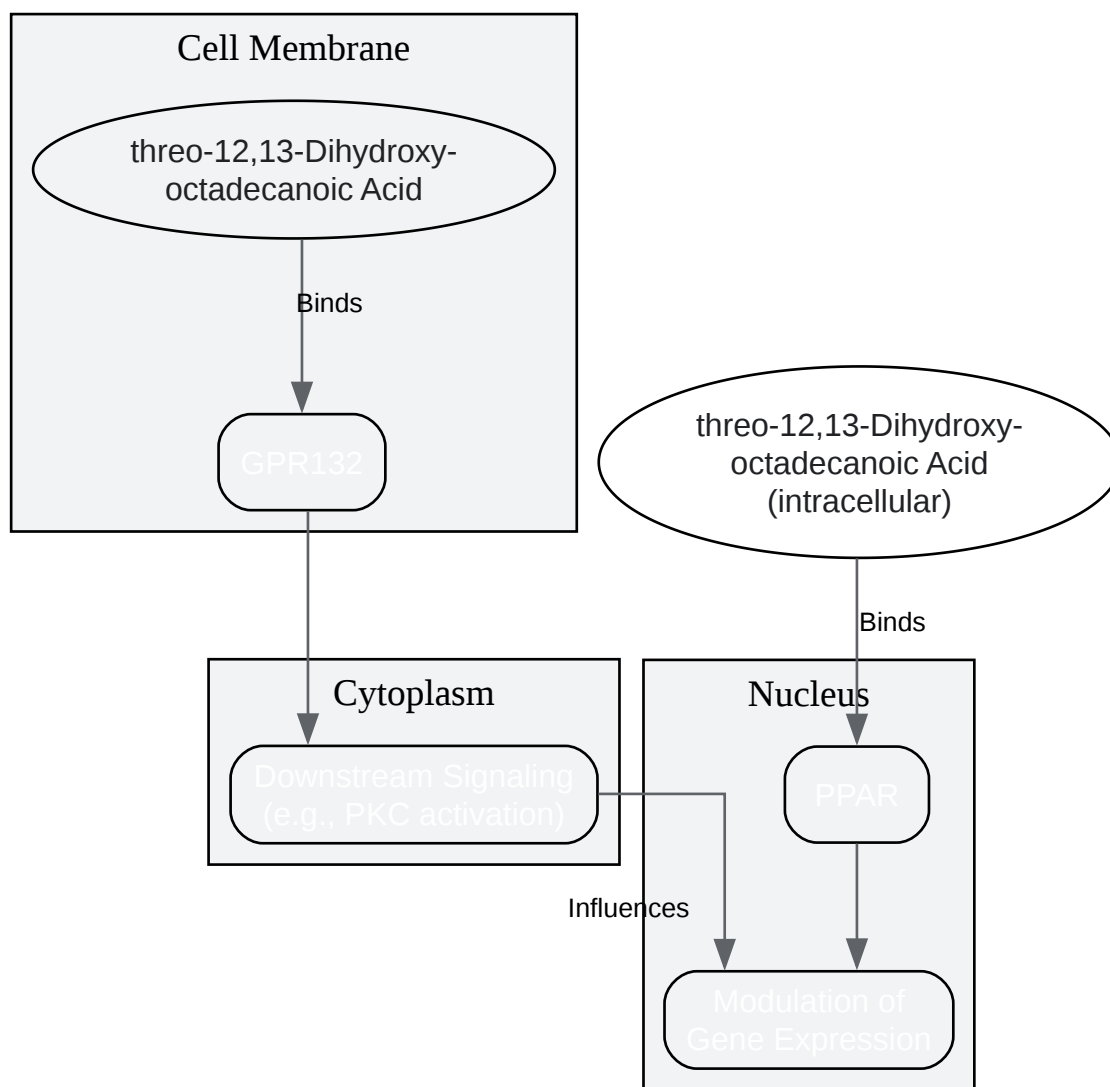 Cell Membrane
threo-12,13-Dihydroxy-
octadecanoic Acid
Binds
GPR132
threo-12,13-Dihydroxy-
octadecanoic Acid
(intracellular)
Binds
Cytoplasm
Downstream Signaling
(e.g., PKC activation)
Nucleus
PPAR
Influences
Modulation of
Gene Expression